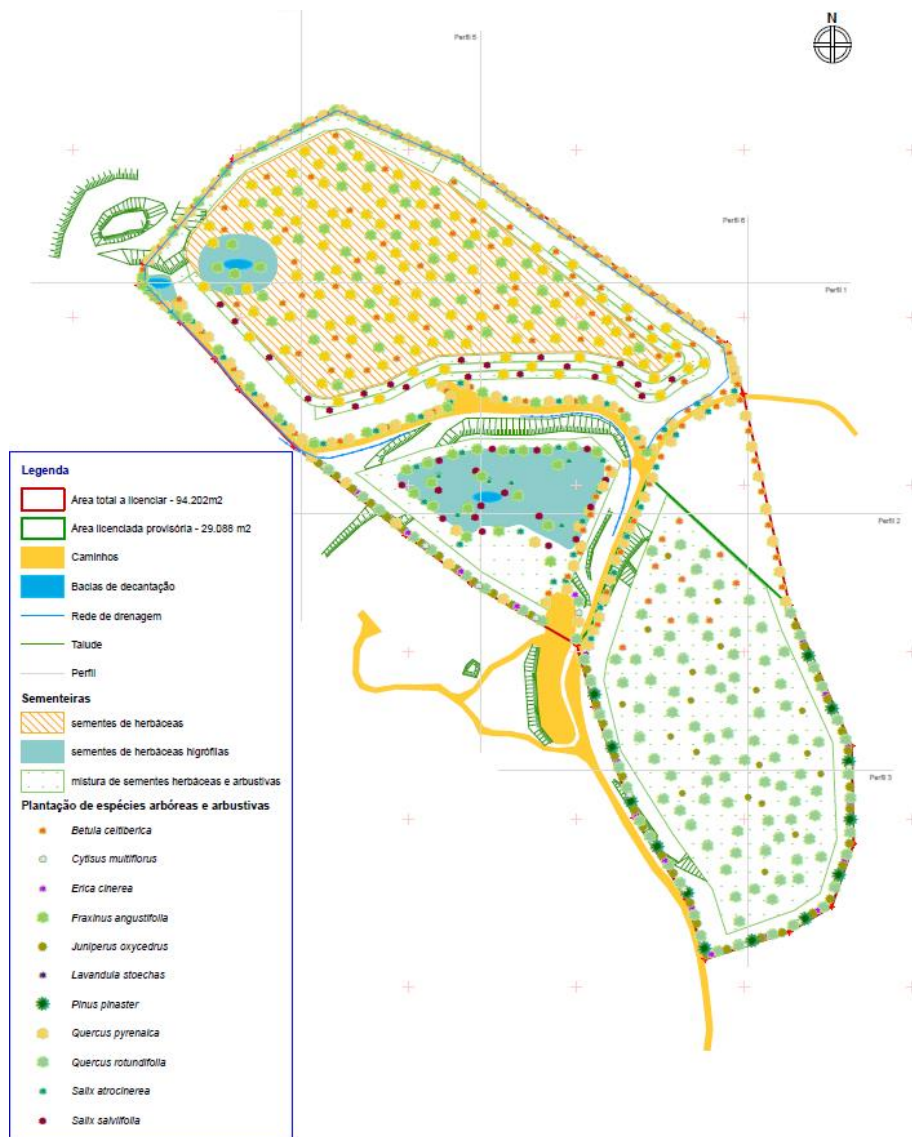 N
Perfil 5
Perfil 6
Perfil 1
Perfil 2
Perfil 3
Legenda
Área total a licenciar - 94.202m2
Área licenciada provisória - 29.088 m2
Caminhos
Bacias de decantação
Rede de drenagem
Talude
Perfil
Sementeiras
sementes de herbáceas
sementes de herbáceas higrófilas
mistura de sementes herbáceas e arbustivas
Plantação de espécies arbóreas e arbustivas
Betula celtiberica
Cytisus multiflorus
Erica cinerea
Fraxinus angustifolia
Juniperus oxycedrus
Lavandula stoechas
Pinus pinaster
Quercus pyrenaica
Quercus rotundifolia
Salix atrocinerea
Salix salviifolia